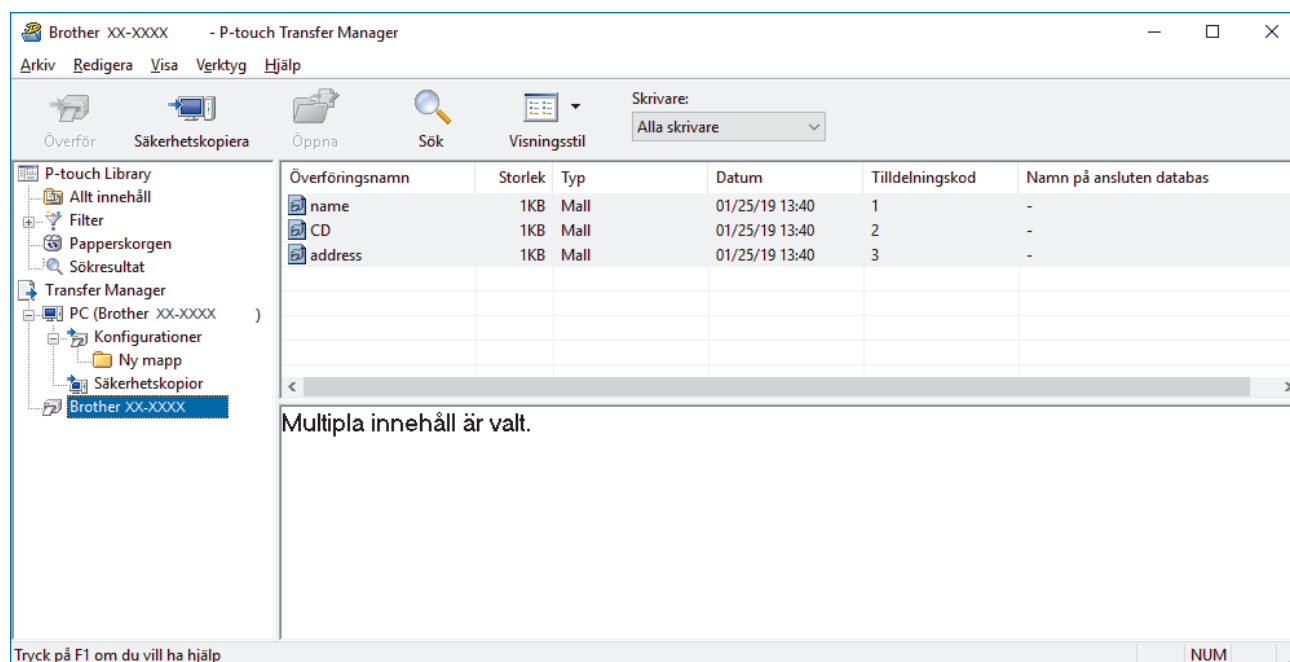 Brother XX-XXXX - P-touch Transfer Manager
Arkiv Redigera Visa Verktyg Hjälp
Överför Säkerhetskopiera Öppna Sök Visningsstil
Skrivare:
Alla skrivare
P-touch Library
Allt innehåll
Filter
Papperskorgen
Sökresultat
Transfer Manager
PC (Brother XX-XXXX )
Konfigurationer
Ny mapp
Säkerhetskopior
Brother XX-XXXX
Överföringsnamn Storlek Typ Datum Tilldelningskod Namn på ansluten databas
name 1KB Mall 01/25/19 13:40 1 -
CD 1KB Mall 01/25/19 13:40 2 -
address 1KB Mall 01/25/19 13:40 3 -
Multipla innehåll är valt.
Tryck på F1 om du vill ha hjälp
NUM